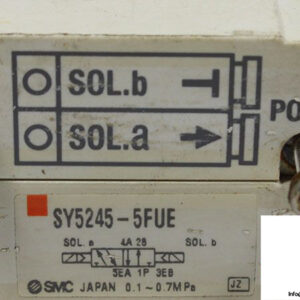 SOL.b
SOL.a
PO
SY5245-5FUE
SOL. a 4A 2B SOL. b
5EA 1P 3EB
SMC JAPAN 0.1~0.7MPa JZ